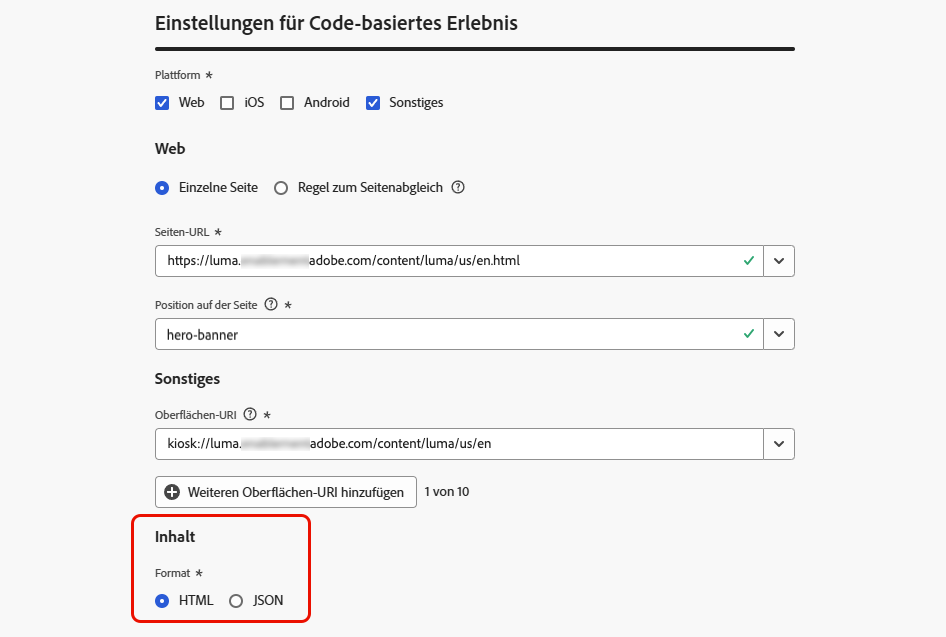 Einstellungen für Code-basiertes Erlebnis
Plattform *
Web iOS Android Sonstiges
Web
Einzelne Seite Regel zum Seitenabgleich ?
Seiten-URL *
https://luma. adobe.com/content/luma/us/en.html
Position auf der Seite ? *
hero-banner
Sonstiges
Oberflächen-URI ? *
kiosk://luma. adobe.com/content/luma/us/en
Weiteren Oberflächen-URI hinzufügen 1 von 10
Inhalt
Format *
HTML JSON